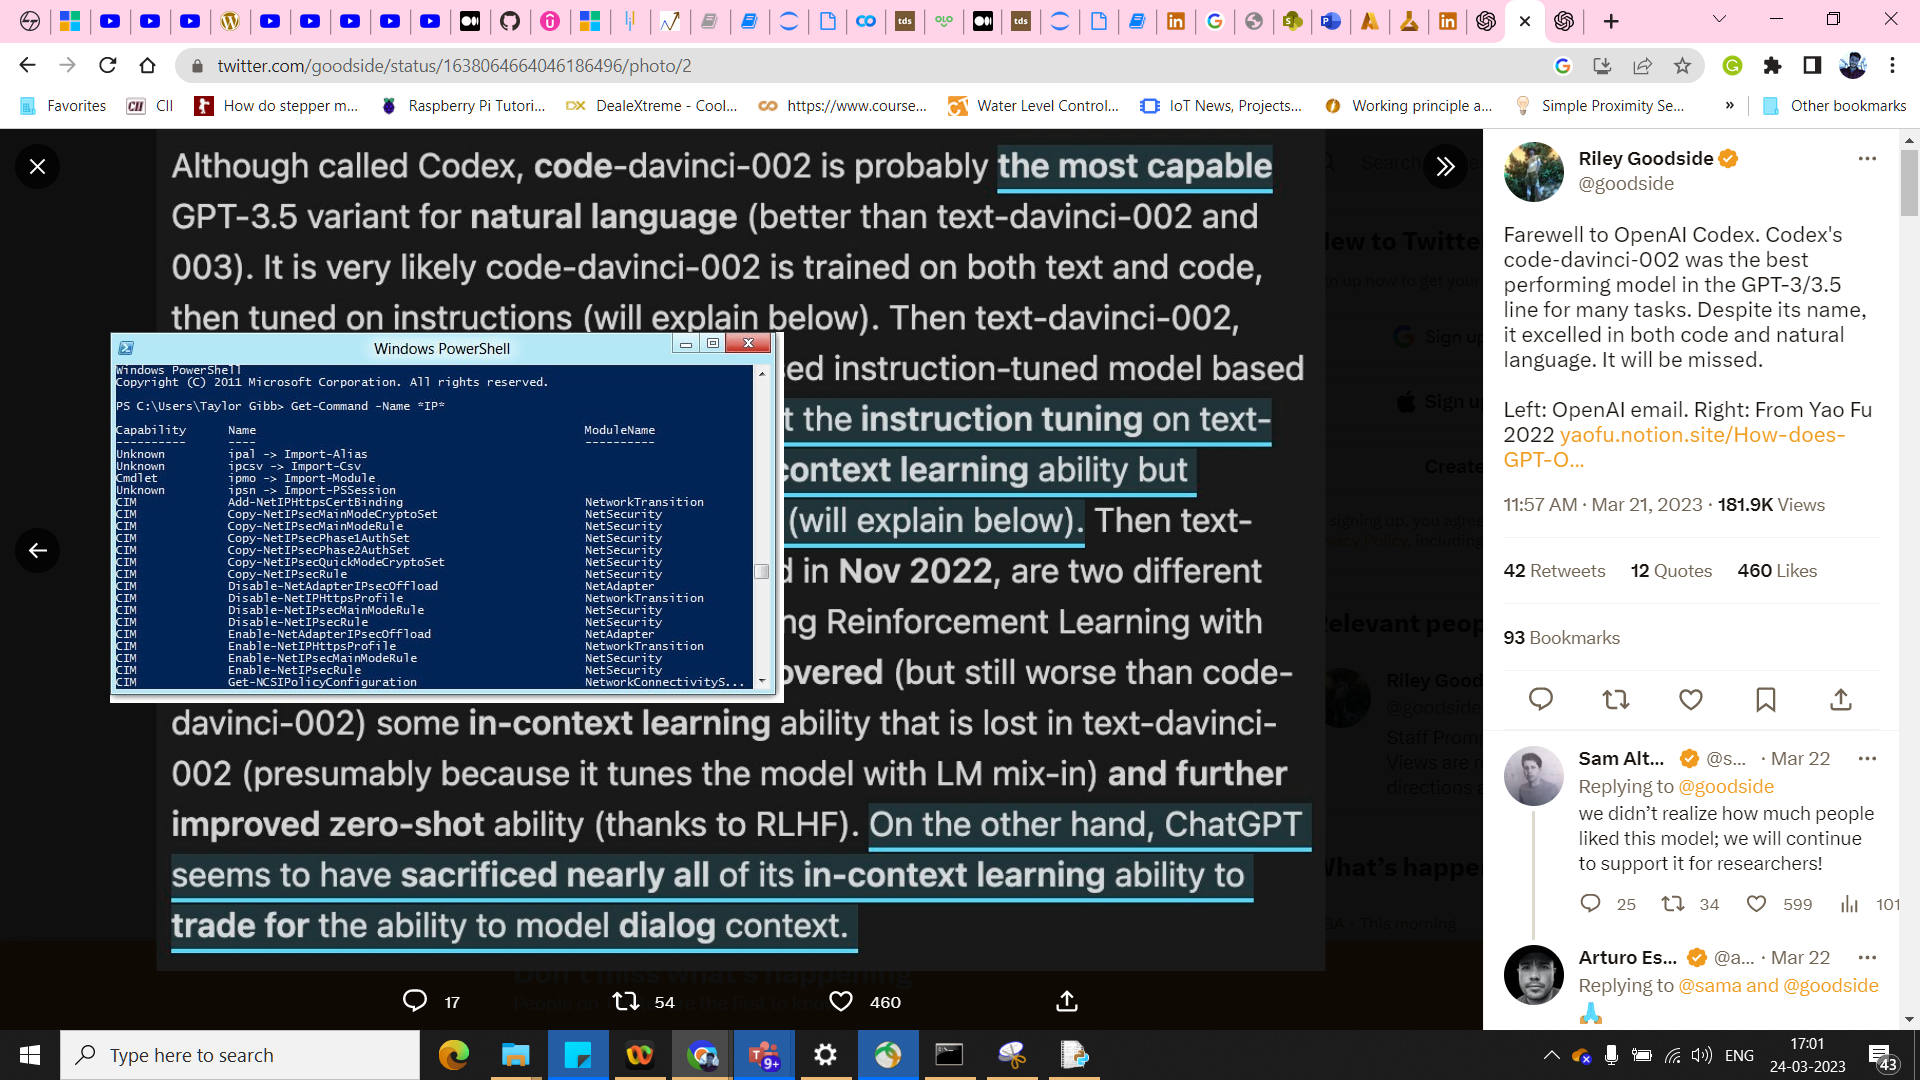 twitter.com/goodside/status/1638064664046186496/photo/2
Favorites
CII
How do stepper m...
Raspberry Pi Tutori...
DealeXtreme - Cool...
https://www.course...
Water Level Control...
IoT News, Projects...
Working principle a...
Simple Proximity Se...
»
Other bookmarks
Although called Codex, code-davinci-002 is probably the most capable
GPT-3.5 variant for natural language (better than text-davinci-002 and
003). It is very likely code-davinci-002 is trained on both text and code,
then tuned on instructions (will explain below). Then text-davinci-002,
ed instruction-tuned model based
t the instruction tuning on text-
context learning ability but
(will explain below). Then text-
d in Nov 2022, are two different
ng Reinforcement Learning with
overed (but still worse than code-
davinci-002) some in-context learning ability that is lost in text-davinci-
002 (presumably because it tunes the model with LM mix-in) and further
improved zero-shot ability (thanks to RLHF). On the other hand, ChatGPT
seems to have sacrificed nearly all of its in-context learning ability to
trade for the ability to model dialog context.
Windows PowerShell
Windows PowerShell
Copyright (C) 2011 Microsoft Corporation. All rights reserved.
PS C:\Users\Taylor Gibb> Get-Command -Name *IP*
Capability Name ModuleName
---------- ---- ----------
Unknown ipal -> Import-Alias
Unknown ipcsv -> Import-Csv
Cmdlet ipmo -> Import-Module
Unknown ipsn -> Import-PSSession
CIM Add-NetIPHttpsCertBinding NetworkTransition
CIM Copy-NetIPsecMainModeCryptoSet NetSecurity
CIM Copy-NetIPsecMainModeRule NetSecurity
CIM Copy-NetIPsecPhase1AuthSet NetSecurity
CIM Copy-NetIPsecPhase2AuthSet NetSecurity
CIM Copy-NetIPsecQuickModeCryptoSet NetSecurity
CIM Copy-NetIPsecRule NetSecurity
CIM Disable-NetAdapterIPsecOffload NetAdapter
CIM Disable-NetIPHttpsProfile NetworkTransition
CIM Disable-NetIPsecMainModeRule NetSecurity
CIM Disable-NetIPsecRule NetSecurity
CIM Enable-NetAdapterIPsecOffload NetAdapter
CIM Enable-NetIPHttpsProfile NetworkTransition
CIM Enable-NetIPsecMainModeRule NetSecurity
CIM Enable-NetIPsecRule NetSecurity
CIM Get-NCSIPolicyConfiguration NetworkConnectivityS...
17
54
460
Riley Goodside
@goodside
Farewell to OpenAI Codex. Codex's
code-davinci-002 was the best
performing model in the GPT-3/3.5
line for many tasks. Despite its name,
it excelled in both code and natural
language. It will be missed.
Left: OpenAI email. Right: From Yao Fu
2022 yaofu.notion.site/How-does-
GPT-O...
11:57 AM · Mar 21, 2023 · 181.9K Views
42 Retweets 12 Quotes 460 Likes
93 Bookmarks
Sam Alt... @s... · Mar 22
Replying to @goodside
we didn’t realize how much people
liked this model; we will continue
to support it for researchers!
25 34 599 101
Arturo Es... @a... · Mar 22
Replying to @sama and @goodside
Type here to search
9+
ENG
17:01
24-03-2023
43